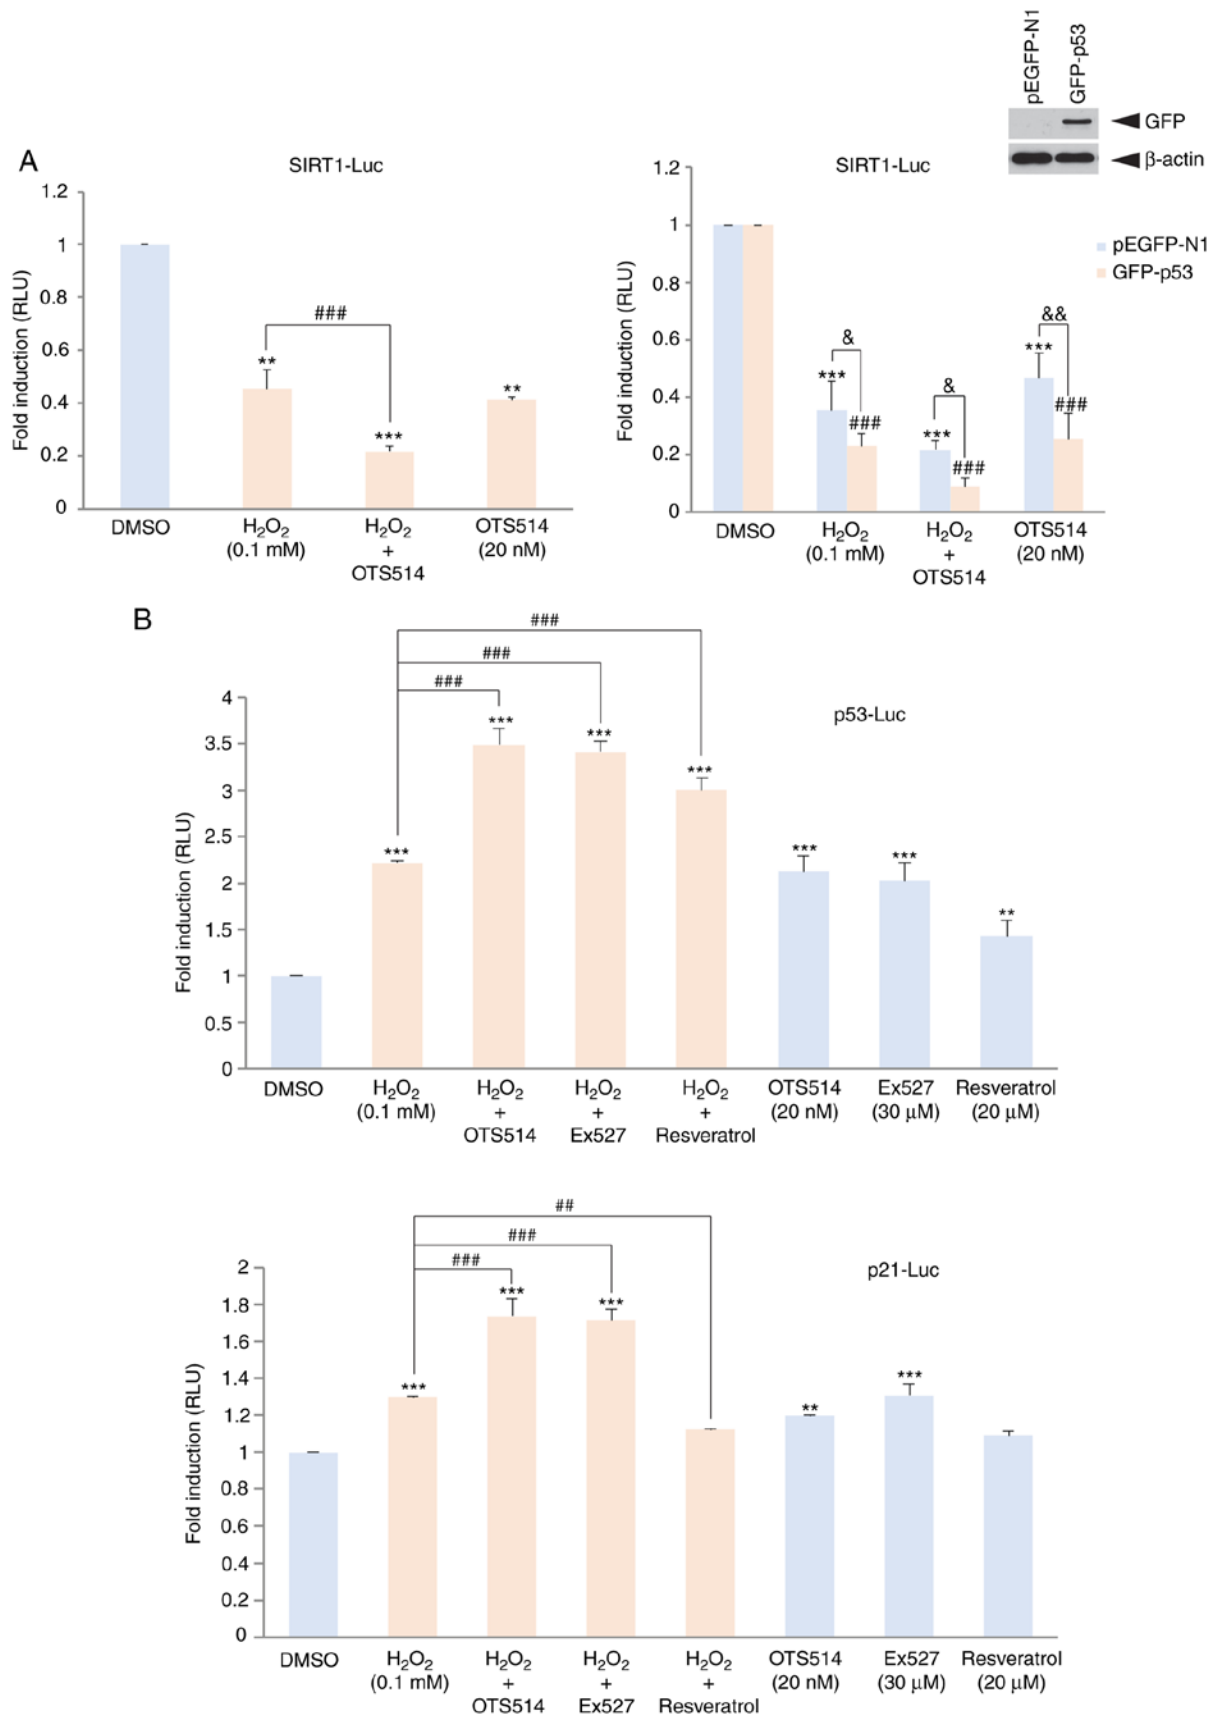 pEGFP-N1
GFP-p53
GFP
β-actin
A
SIRT1-Luc
Fold induction (RLU)
1.2
1
0.8
0.6
0.4
0.2
0
###
**
***
**
DMSO
H₂O₂
(0.1 mM)
H₂O₂
+
OTS514
OTS514
(20 nM)
SIRT1-Luc
Fold induction (RLU)
1.2
1
0.8
0.6
0.4
0.2
0
pEGFP-N1
GFP-p53
&
***
###
&
***
###
&&
***
###
DMSO
H₂O₂
(0.1 mM)
H₂O₂
+
OTS514
OTS514
(20 nM)
B
p53-Luc
Fold induction (RLU)
4
3.5
3
2.5
2
1.5
1
0.5
0
###
###
###
***
***
***
***
***
***
**
DMSO
H₂O₂
(0.1 mM)
H₂O₂
+
OTS514
H₂O₂
+
Ex527
H₂O₂
+
Resveratrol
OTS514
(20 nM)
Ex527
(30 μM)
Resveratrol
(20 μM)
p21-Luc
Fold induction (RLU)
2
1.8
1.6
1.4
1.2
1
0.8
0.6
0.4
0.2
0
##
###
###
***
***
***
**
***
DMSO
H₂O₂
(0.1 mM)
H₂O₂
+
OTS514
H₂O₂
+
Ex527
H₂O₂
+
Resveratrol
OTS514
(20 nM)
Ex527
(30 μM)
Resveratrol
(20 μM)